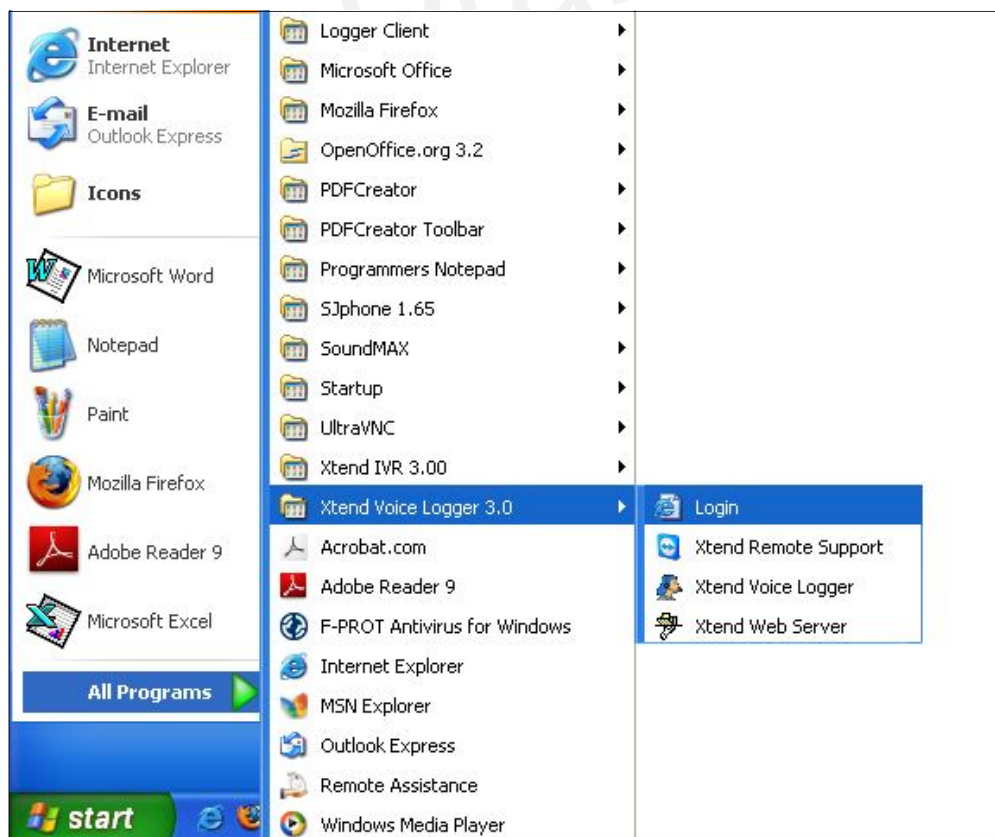 Internet
Internet Explorer
E-mail
Outlook Express
Icons
Microsoft Word
Notepad
Paint
Mozilla Firefox
Adobe Reader 9
Microsoft Excel
All Programs
start
Logger Client
Microsoft Office
Mozilla Firefox
OpenOffice.org 3.2
PDFCreator
PDFCreator Toolbar
Programmers Notepad
SJphone 1.65
SoundMAX
Startup
UltraVNC
Xtend IVR 3.00
Xtend Voice Logger 3.0
Acrobat.com
Adobe Reader 9
F-PROT Antivirus for Windows
Internet Explorer
MSN Explorer
Outlook Express
Remote Assistance
Windows Media Player
Login
Xtend Remote Support
Xtend Voice Logger
Xtend Web Server